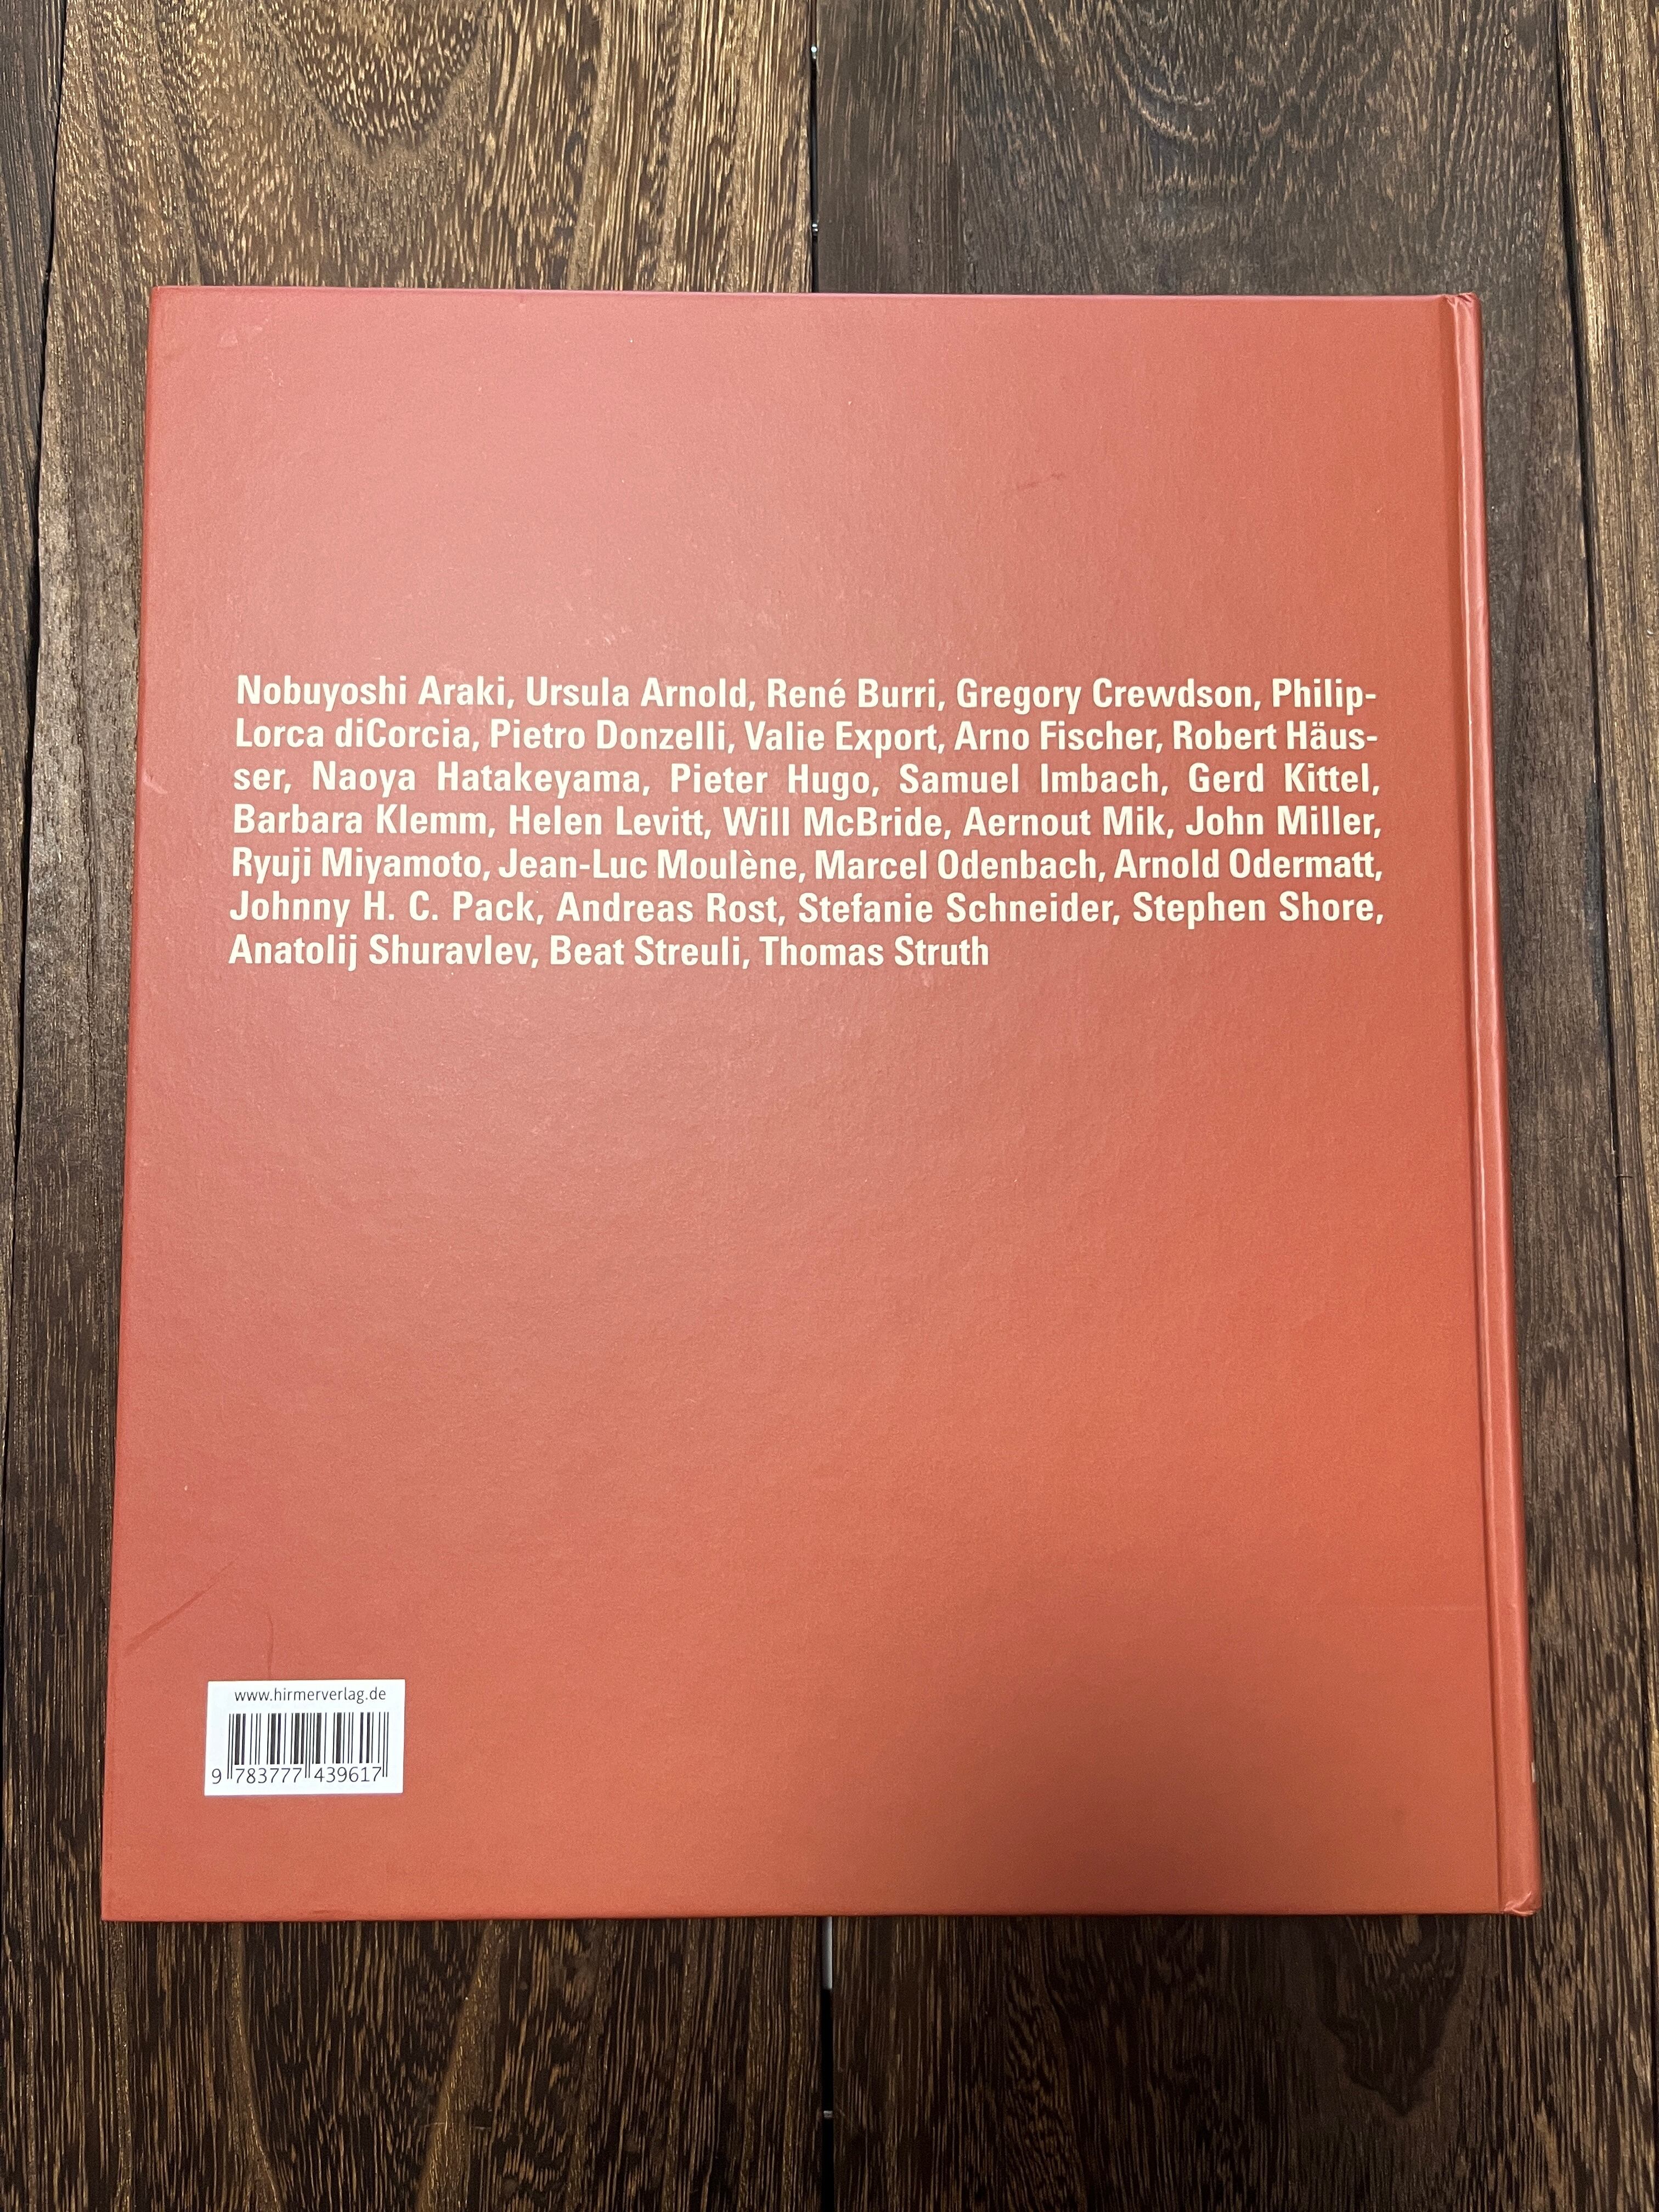 Nobuyoshi Araki, Ursula Arnold, René Burri, Gregory Crewdson, Philip-
Lorca diCorcia, Pietro Donzelli, Valie Export, Arno Fischer, Robert Häus-
ser, Naoya Hatakeyama, Pieter Hugo, Samuel Imbach, Gerd Kittel,
Barbara Klemm, Helen Levitt, Will McBride, Aernout Mik, John Miller,
Ryuji Miyamoto, Jean-Luc Moulène, Marcel Odenbach, Arnold Odermatt,
Johnny H. C. Pack, Andreas Rost, Stefanie Schneider, Stephen Shore,
Anatolij Shuravlev, Beat Streuli, Thomas Struth
www.hirmerverlag.de
9 783777 439617